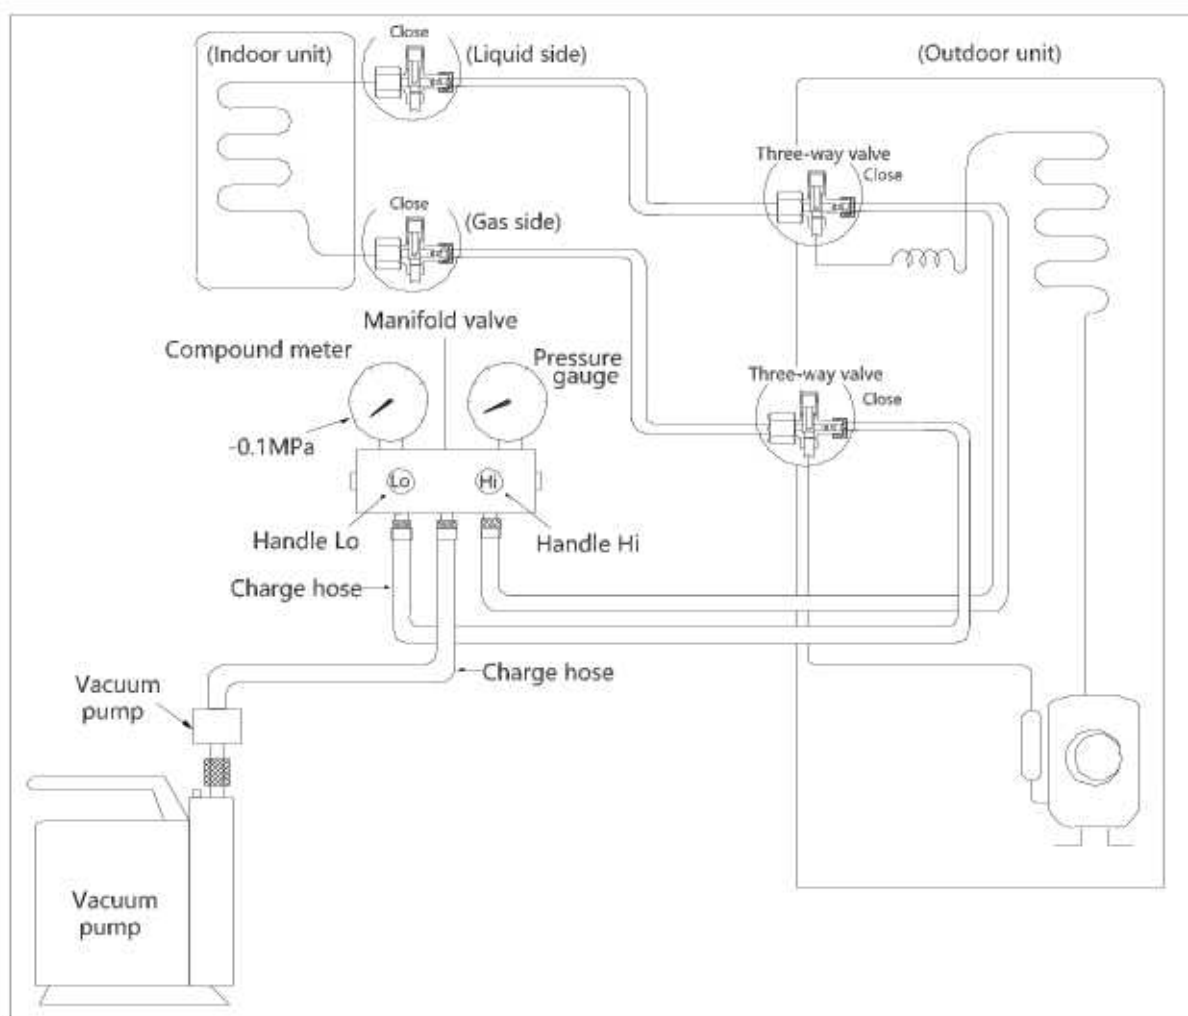 Close
(Indoor unit)
(Liquid side)
(Outdoor unit)
Three-way valve
Close
Close
(Gas side)
Manifold valve
Compound meter
Pressure
gauge
Three-way valve
Close
-0.1MPa
Lo
Hi
Handle Lo
Handle Hi
Charge hose
Charge hose
Vacuum
pump
Vacuum
pump